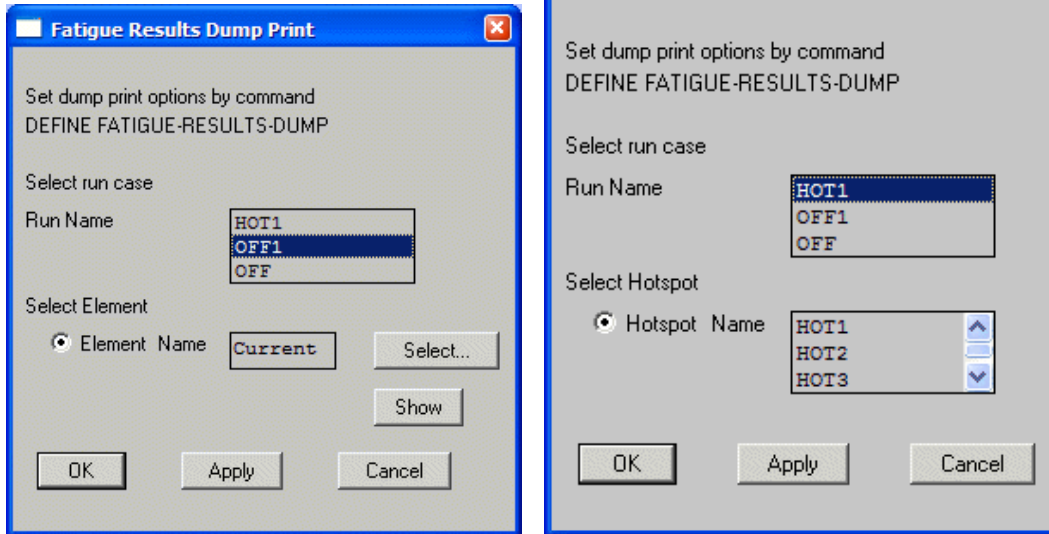 Fatigue Results Dump Print
Set dump print options by command
DEFINE FATIGUE-RESULTS-DUMP
Select run case
Run Name
HOT1
OFF1
OFF
Select Element
Element Name
Current
Select...
Show
OK
Apply
Cancel
Set dump print options by command
DEFINE FATIGUE-RESULTS-DUMP
Select run case
Run Name
HOT1
OFF1
OFF
Select Hotspot
Hotspot Name
HOT1
HOT2
HOT3
OK
Apply
Cancel